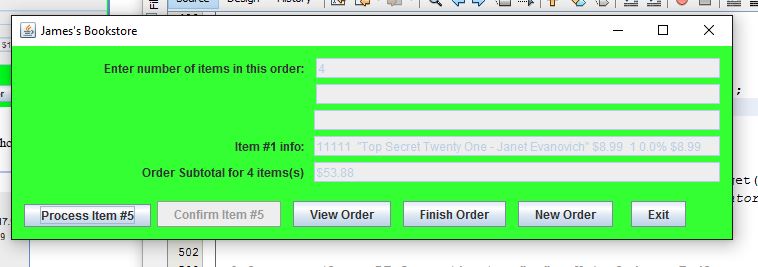 Source Design History
James's Bookstore
Enter number of items in this order: 4
Item #1 info: 11111 "Top Secret Twenty One - Janet Evanovich" $8.99 1 0.0% $8.99
Order Subtotal for 4 items(s) $53.88
Process Item #5 Confirm Item #5 View Order Finish Order New Order Exit
502